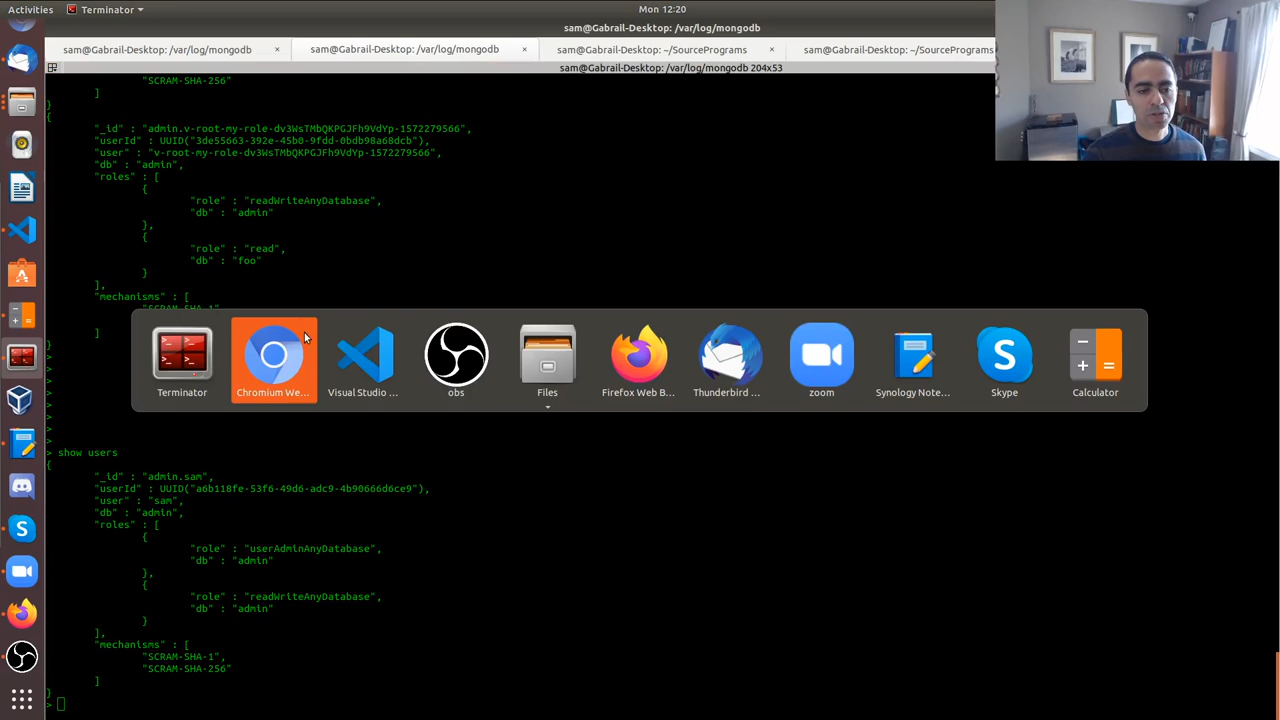 Activities
Terminator
Mon 12:20
sam@Gabrail-Desktop: /var/log/mongodb
sam@Gabrail-Desktop: /var/log/mongodb ×
sam@Gabrail-Desktop: /var/log/mongodb ×
sam@Gabrail-Desktop: ~/SourcePrograms ×
sam@Gabrail-Desktop: ~/SourcePrograms
sam@Gabrail-Desktop: /var/log/mongodb 204x53
"SCRAM-SHA-256"
]
}
{
"_id" : "admin.v-root-my-role-dv3WsTMbQKPGJFh9VdYp-1572279566",
"userId" : UUID("3de55663-392e-45b0-9fdd-0bdb98a68dcb"),
"user" : "v-root-my-role-dv3WsTMbQKPGJFh9VdYp-1572279566",
"db" : "admin",
"roles" : [
{
"role" : "readWriteAnyDatabase",
"db" : "admin"
},
{
"role" : "read",
"db" : "foo"
}
],
"mechanisms" : [
"SCRAM-SHA-1",
]
}
>
>
Terminator
Chromium We...
Visual Studio ...
obs
Files
Firefox Web B...
Thunderbird ...
zoom
Synology Note...
Skype
Calculator
>
>
> show users
{
"_id" : "admin.sam",
"userId" : UUID("a6b118fe-53f6-49d6-adc9-4b90666d6ce9"),
"user" : "sam",
"db" : "admin",
"roles" : [
{
"role" : "userAdminAnyDatabase",
"db" : "admin"
},
{
"role" : "readWriteAnyDatabase",
"db" : "admin"
}
],
"mechanisms" : [
"SCRAM-SHA-1",
"SCRAM-SHA-256"
]
}
>